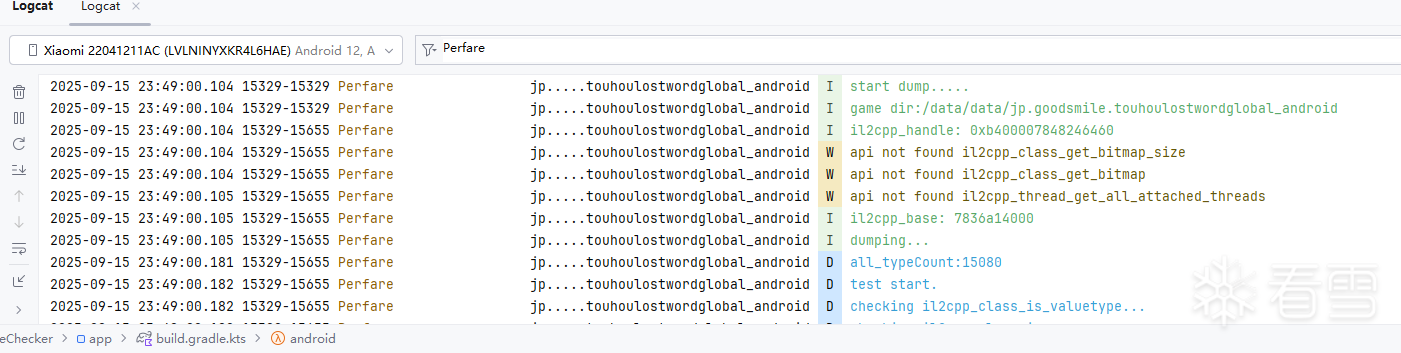 Logcat Logcat ×
Xiaomi 22041211AC (LVLNINYXKR4L6HAE) Android 12, A Perfare
2025-09-15 23:49:00.104 15329-15329 Perfare jp.....touhoulostwordglobal_android I start dump.....
2025-09-15 23:49:00.104 15329-15329 Perfare jp.....touhoulostwordglobal_android I game dir:/data/data/jp.goodsmile.touhoulostwordglobal_android
2025-09-15 23:49:00.104 15329-15655 Perfare jp.....touhoulostwordglobal_android I il2cpp_handle: 0xb400007848246460
2025-09-15 23:49:00.104 15329-15655 Perfare jp.....touhoulostwordglobal_android W api not found il2cpp_class_get_bitmap_size
2025-09-15 23:49:00.104 15329-15655 Perfare jp.....touhoulostwordglobal_android W api not found il2cpp_class_get_bitmap
2025-09-15 23:49:00.105 15329-15655 Perfare jp.....touhoulostwordglobal_android W api not found il2cpp_thread_get_all_attached_threads
2025-09-15 23:49:00.105 15329-15655 Perfare jp.....touhoulostwordglobal_android I il2cpp_base: 7836a14000
2025-09-15 23:49:00.105 15329-15655 Perfare jp.....touhoulostwordglobal_android I dumping...
2025-09-15 23:49:00.181 15329-15655 Perfare jp.....touhoulostwordglobal_android D all_typeCount:15080
2025-09-15 23:49:00.182 15329-15655 Perfare jp.....touhoulostwordglobal_android D test start.
2025-09-15 23:49:00.182 15329-15655 Perfare jp.....touhoulostwordglobal_android D checking il2cpp_class_is_valuetype...
看雪
eChecker > app > build.gradle.kts > android